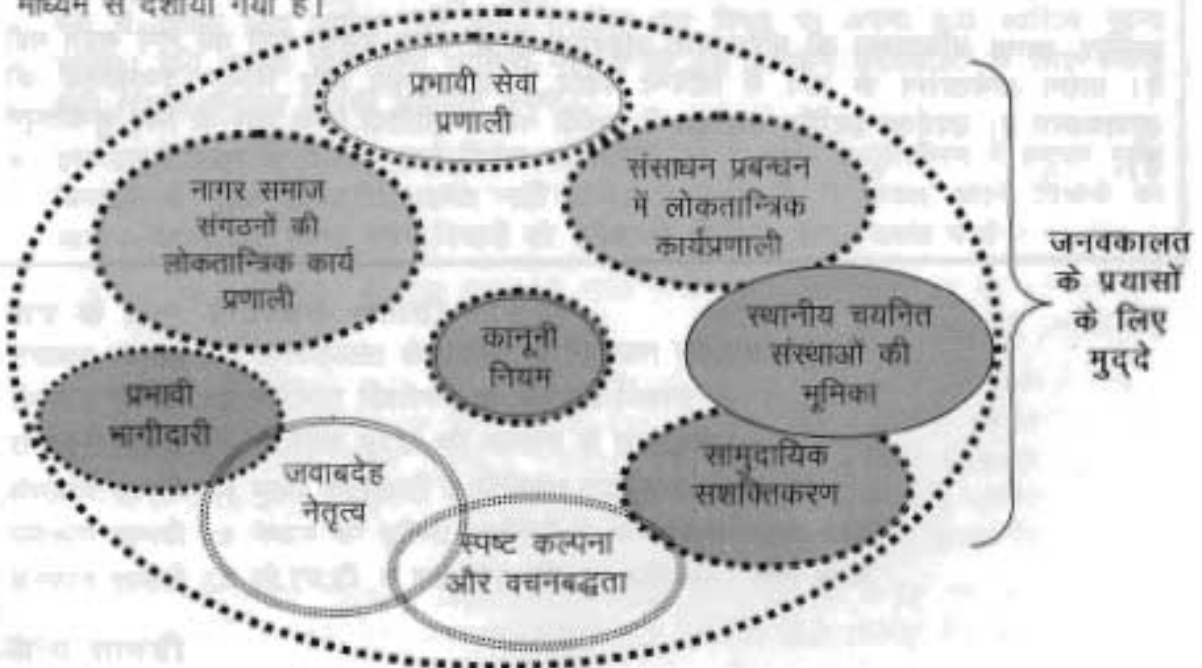 माध्यम से दर्शाया गया है।
प्रभावी सेवा
प्रणाली
नागर समाज
संगठनों की
लोकतान्त्रिक कार्य
प्रणाली
संसाधन प्रबन्धन
में लोकतान्त्रिक
कार्यप्रणाली
कानूनी
नियम
स्थानीय चयनित
संस्थाओं की
भूमिका
प्रभावी
भागीदारी
जवाबदेह
नेतृत्व
स्पष्ट कल्पना
और वचनबद्धता
सामुदायिक
सशक्तिकरण
जनवकालत
के प्रयासों
के लिए
मुद्दे